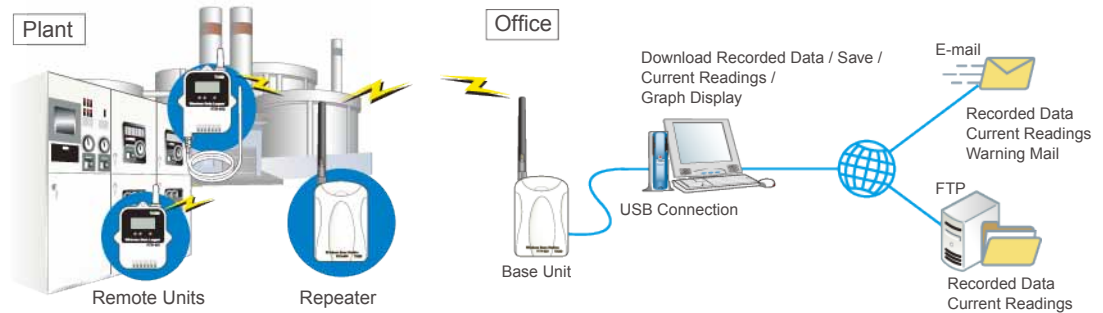 Plant
Office
Download Recorded Data / Save /
Current Readings /
Graph Display
E-mail
Recorded Data
Current Readings
Warning Mail
FTP
USB Connection
Base Unit
Remote Units
Repeater
Recorded Data
Current Readings